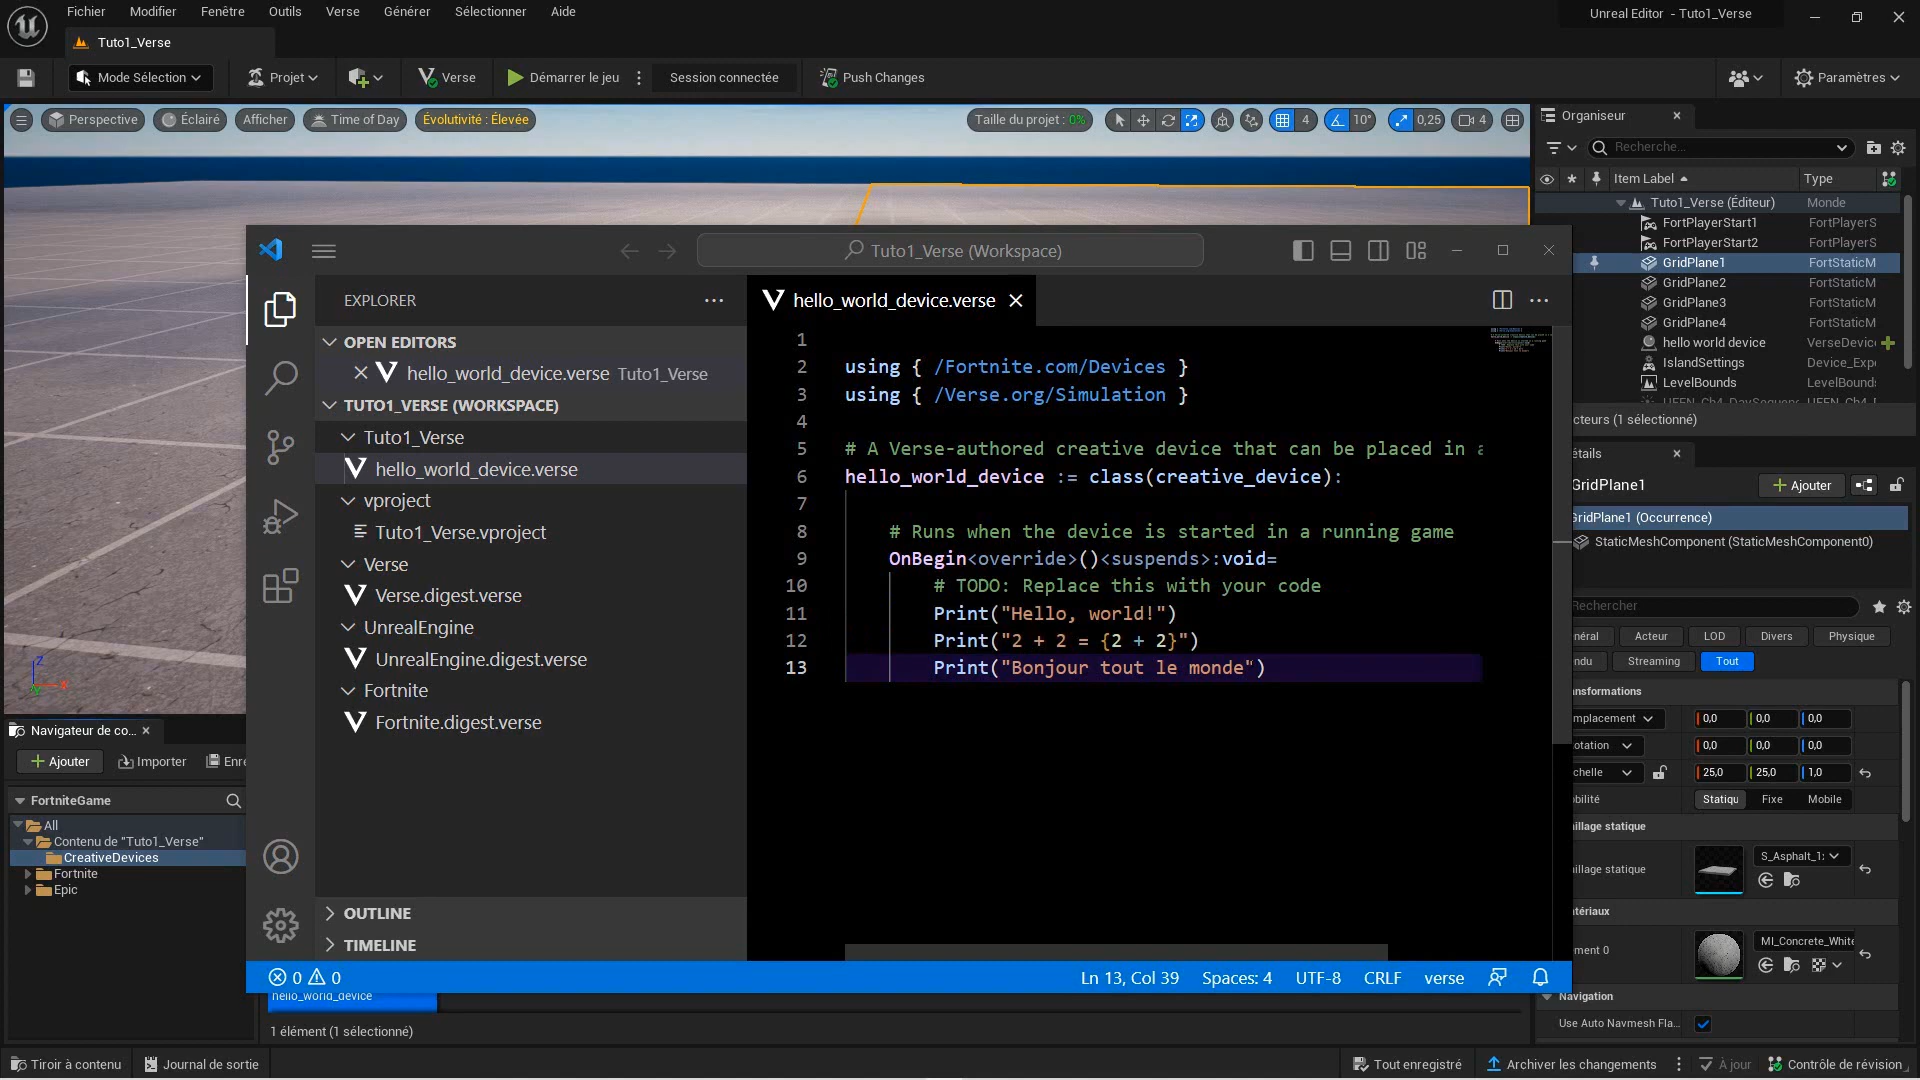 Fichier Modifier Fenêtre Outils Verse Générer Sélectionner Aide
Unreal Editor - Tuto1_Verse
Tuto1_Verse
Mode Sélection Projet Verse Démarrer le jeu Session connectée Push Changes Paramètres
Perspective Éclairé Afficher Time of Day Évolutivité : Élevée
Taille du projet : 0% 4 10° 0,25 4
Organiseur
Recherche...
Item Label Type
Tuto1_Verse (Éditeur) Monde
FortPlayerStart1 FortPlayerS
FortPlayerStart2 FortPlayerS
GridPlane1 FortStaticM
GridPlane2 FortStaticM
GridPlane3 FortStaticM
GridPlane4 FortStaticM
hello world device VerseDevic
IslandSettings Device_Exp
LevelBounds LevelBound
cteurs (1 sélectionné)
étails
GridPlane1
Ajouter
GridPlane1 (Occurrence)
StaticMeshComponent (StaticMeshComponent0)
Rechercher
néral Acteur LOD Divers Physique
ndu Streaming Tout
nsformations
mplacement 0,0 0,0 0,0
otation 0,0 0,0 0,0
chelle 25,0 25,0 1,0
obilité Statiqu Fixe Mobile
aillage statique
aillage statique S_Asphalt_1
atériaux
ment 0 MI_Concrete_White
Navigation
Use Auto Navmesh Fla...
Tuto1_Verse (Workspace)
EXPLORER
OPEN EDITORS
hello_world_device.verse Tuto1_Verse
TUTO1_VERSE (WORKSPACE)
Tuto1_Verse
hello_world_device.verse
vproject
Tuto1_Verse.vproject
Verse
Verse.digest.verse
UnrealEngine
UnrealEngine.digest.verse
Fortnite
Fortnite.digest.verse
OUTLINE
TIMELINE
hello_world_device.verse
1
2 using { /Fortnite.com/Devices }
3 using { /Verse.org/Simulation }
4
5 # A Verse-authored creative device that can be placed in a
6 hello_world_device := class(creative_device):
7
8 # Runs when the device is started in a running game
9 OnBegin<override>()<suspends>:void=
10 # TODO: Replace this with your code
11 Print("Hello, world!")
12 Print("2 + 2 = {2 + 2}")
13 Print("Bonjour tout le monde")
0 0
Ln 13, Col 39 Spaces: 4 UTF-8 CRLF verse
Navigateur de co...
Ajouter Importer Enre
FortniteGame
All
Contenu de "Tuto1_Verse"
CreativeDevices
Fortnite
Epic
hello_world_device
1 élément (1 sélectionné)
Tiroir à contenu Journal de sortie
Tout enregistré Archiver les changements À jour Contrôle de révision